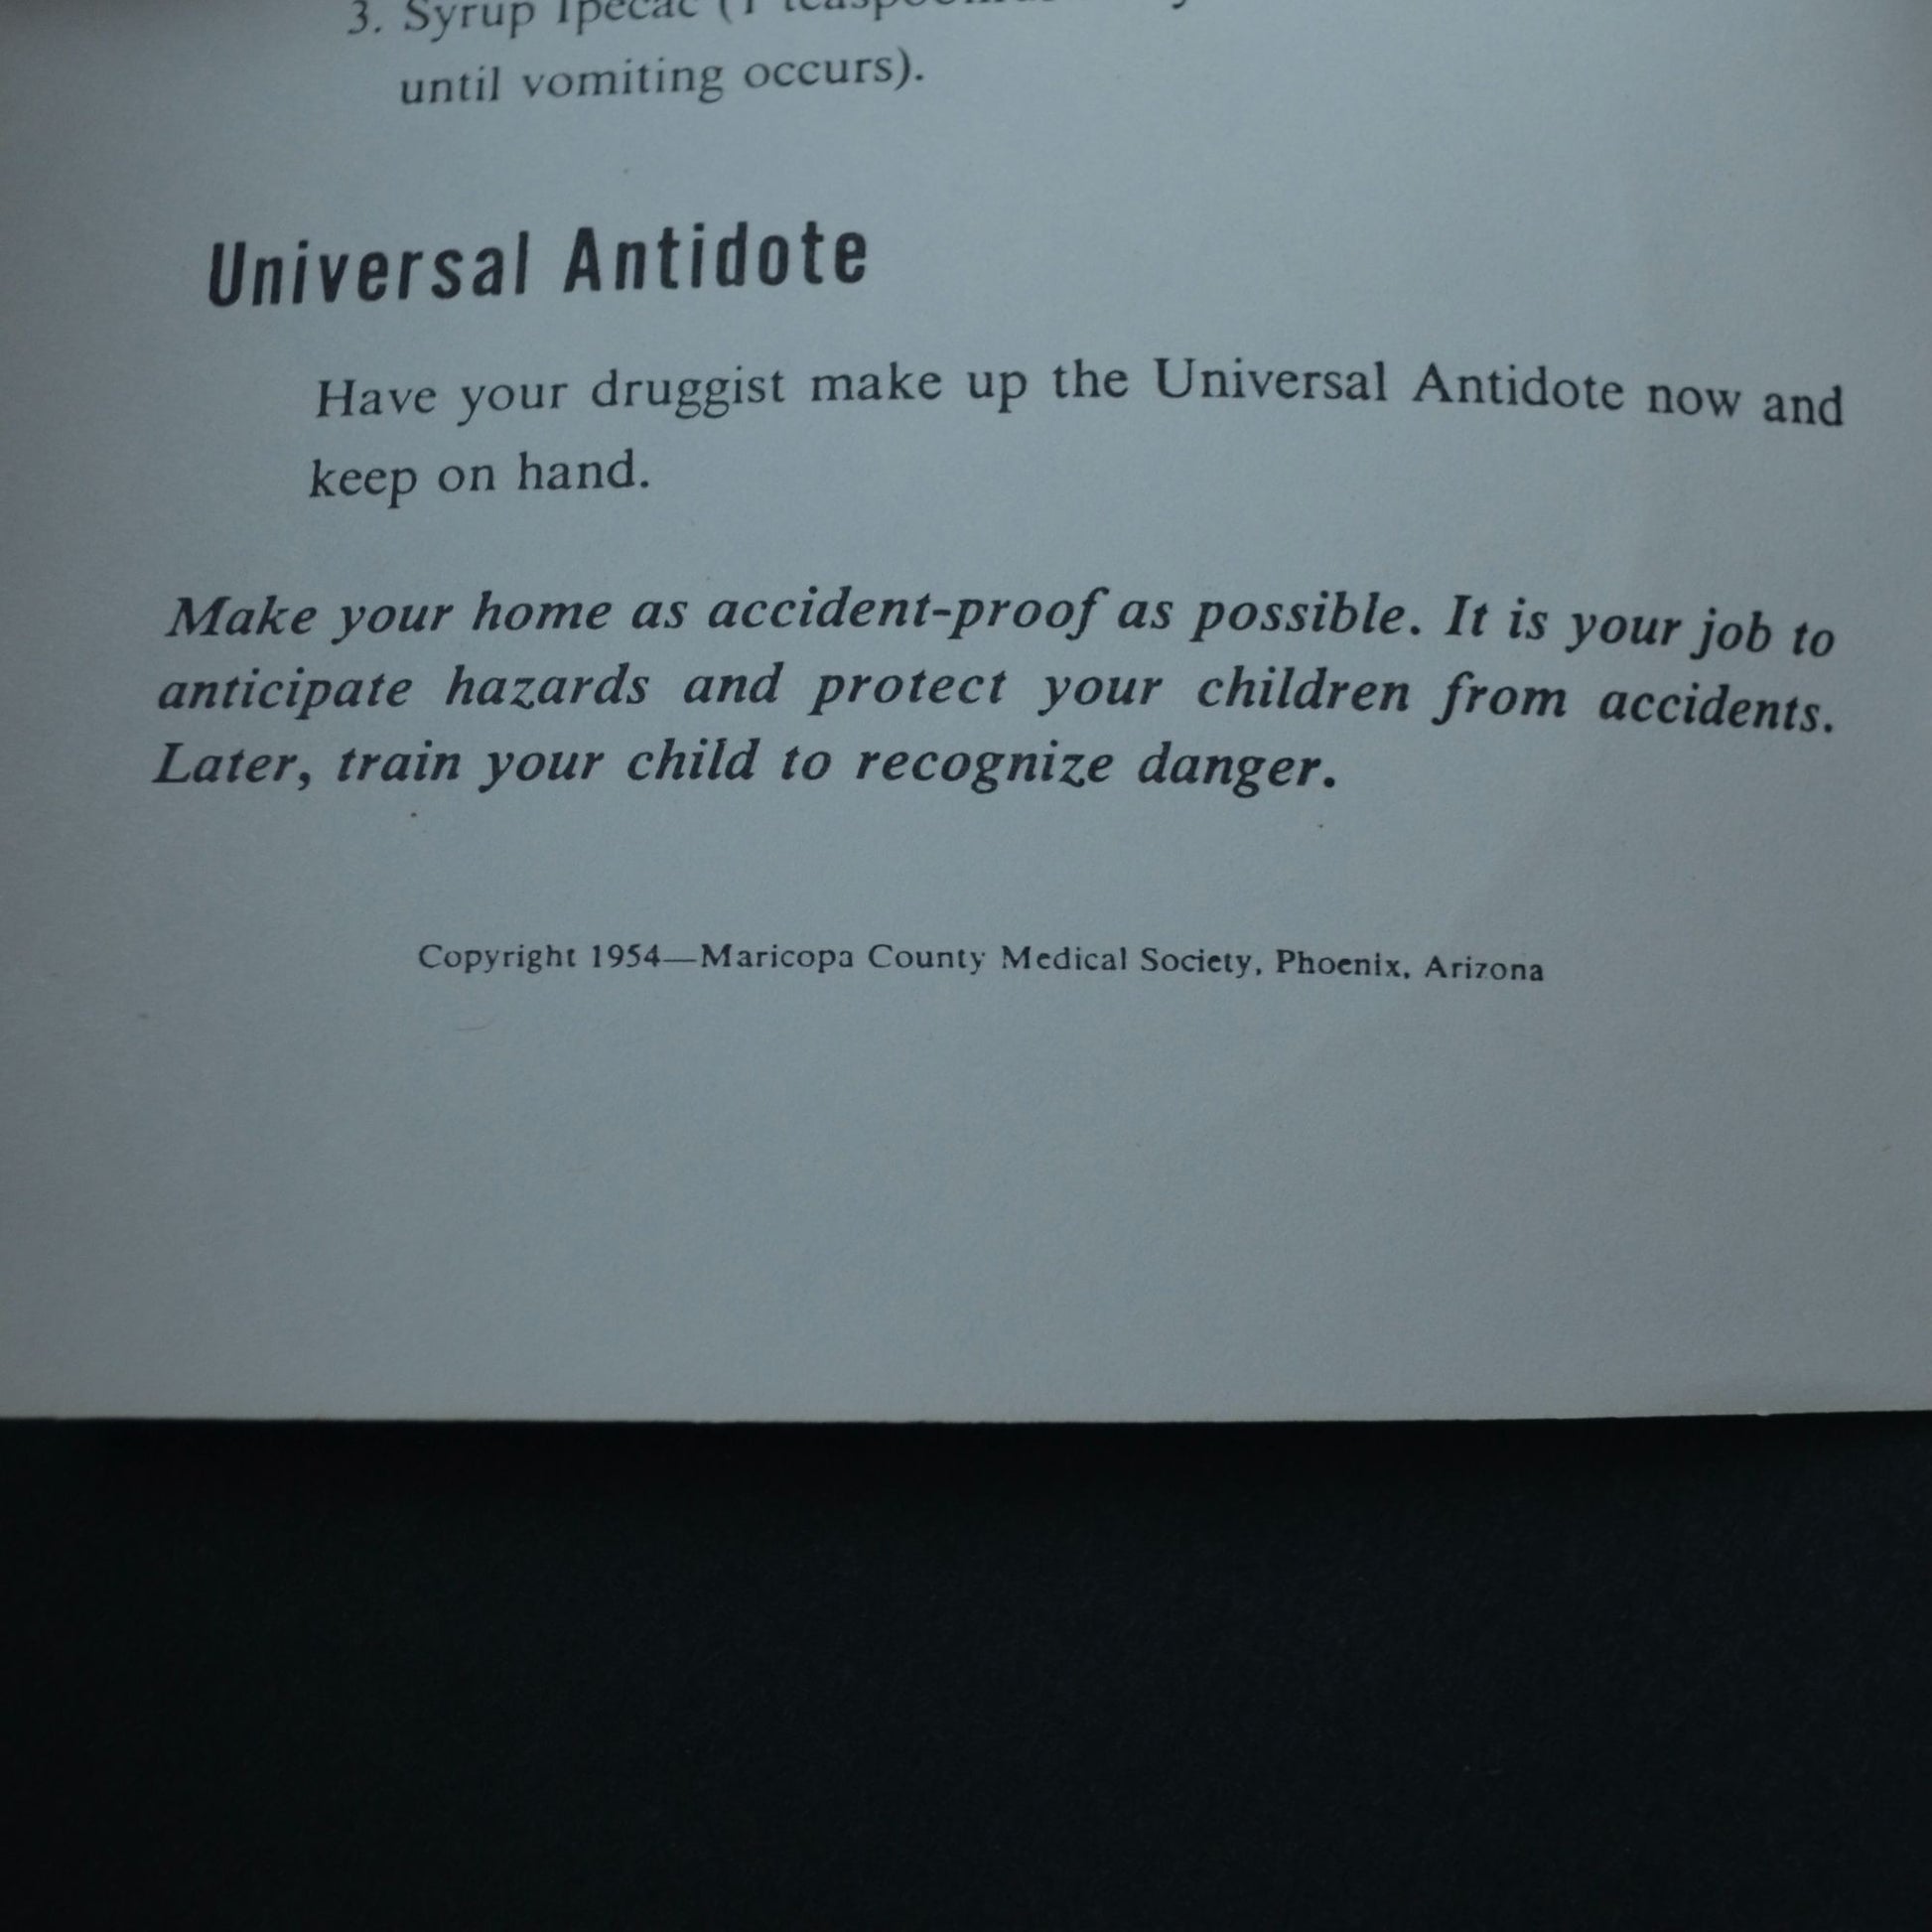 3. Syrup Ipecac (1
until vomiting occurs).
Universal Antidote
Have your druggist make up the Universal Antidote now and
keep on hand.
Make your home as accident-proof as possible. It is your job to
anticipate hazards and protect your children from accidents.
Later, train your child to recognize danger.
Copyright 1954—Maricopa County Medical Society, Phoenix, Arizona